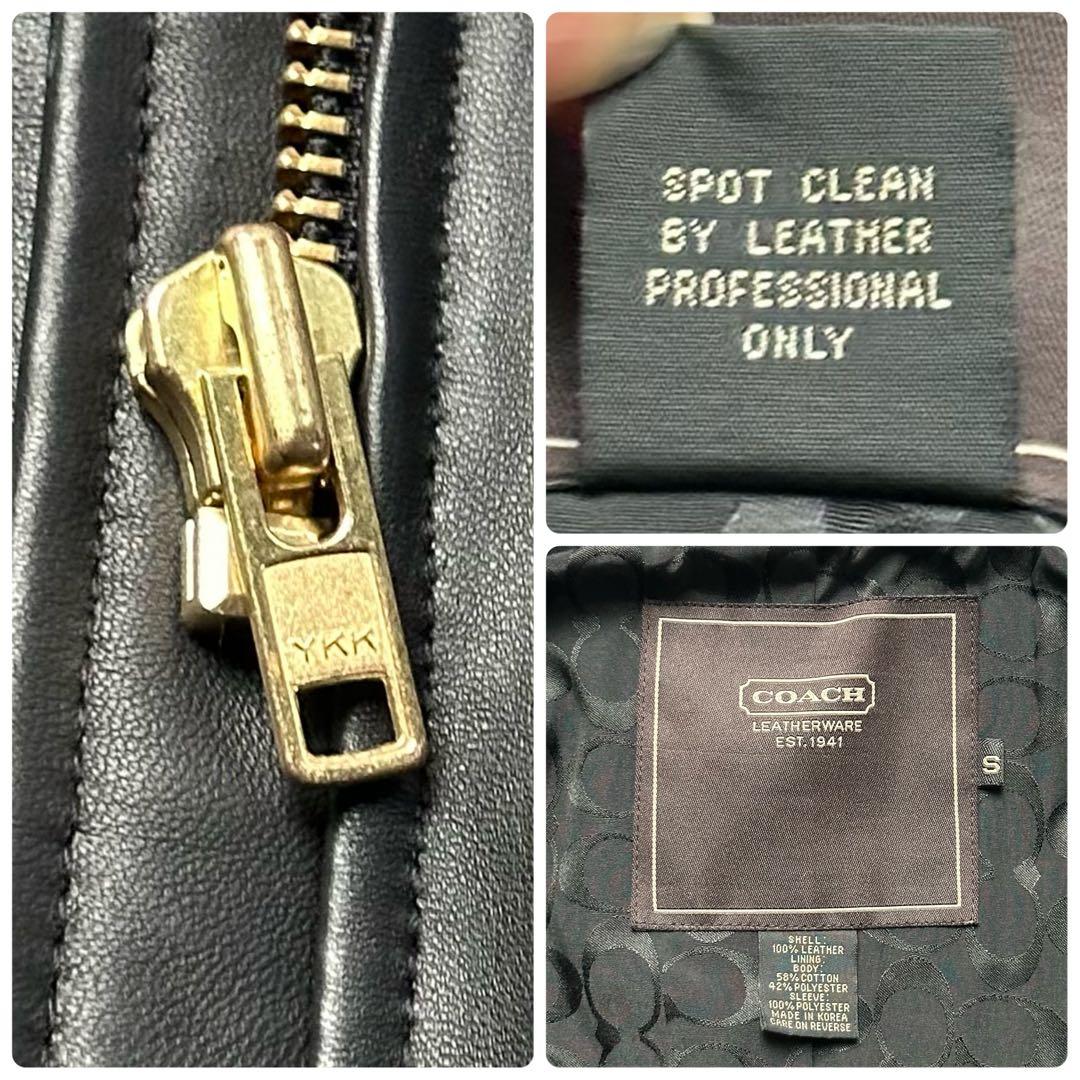 YKK
SPOT CLEAN
BY LEATHER
PROFESSIONAL
ONLY
COACH
LEATHERWARE
EST. 1941
S
SHELL:
100% LEATHER
LINING:
BODY:
58% COTTON
42% POLYESTER
SLEEVE:
100% POLYESTER
MADE IN KOREA
CARE ON REVERSE